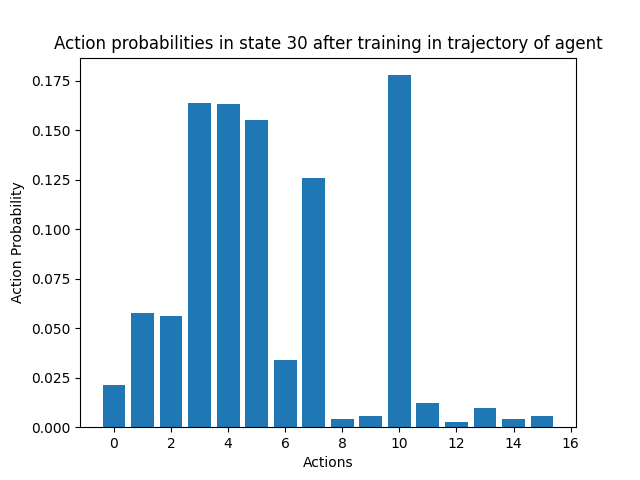 Action probabilities in state 30 after training in trajectory of agent
0.175
0.150
0.125
0.100
0.075
0.050
0.025
0.000
Action Probability
0 2 4 6 8 10 12 14 16
Actions